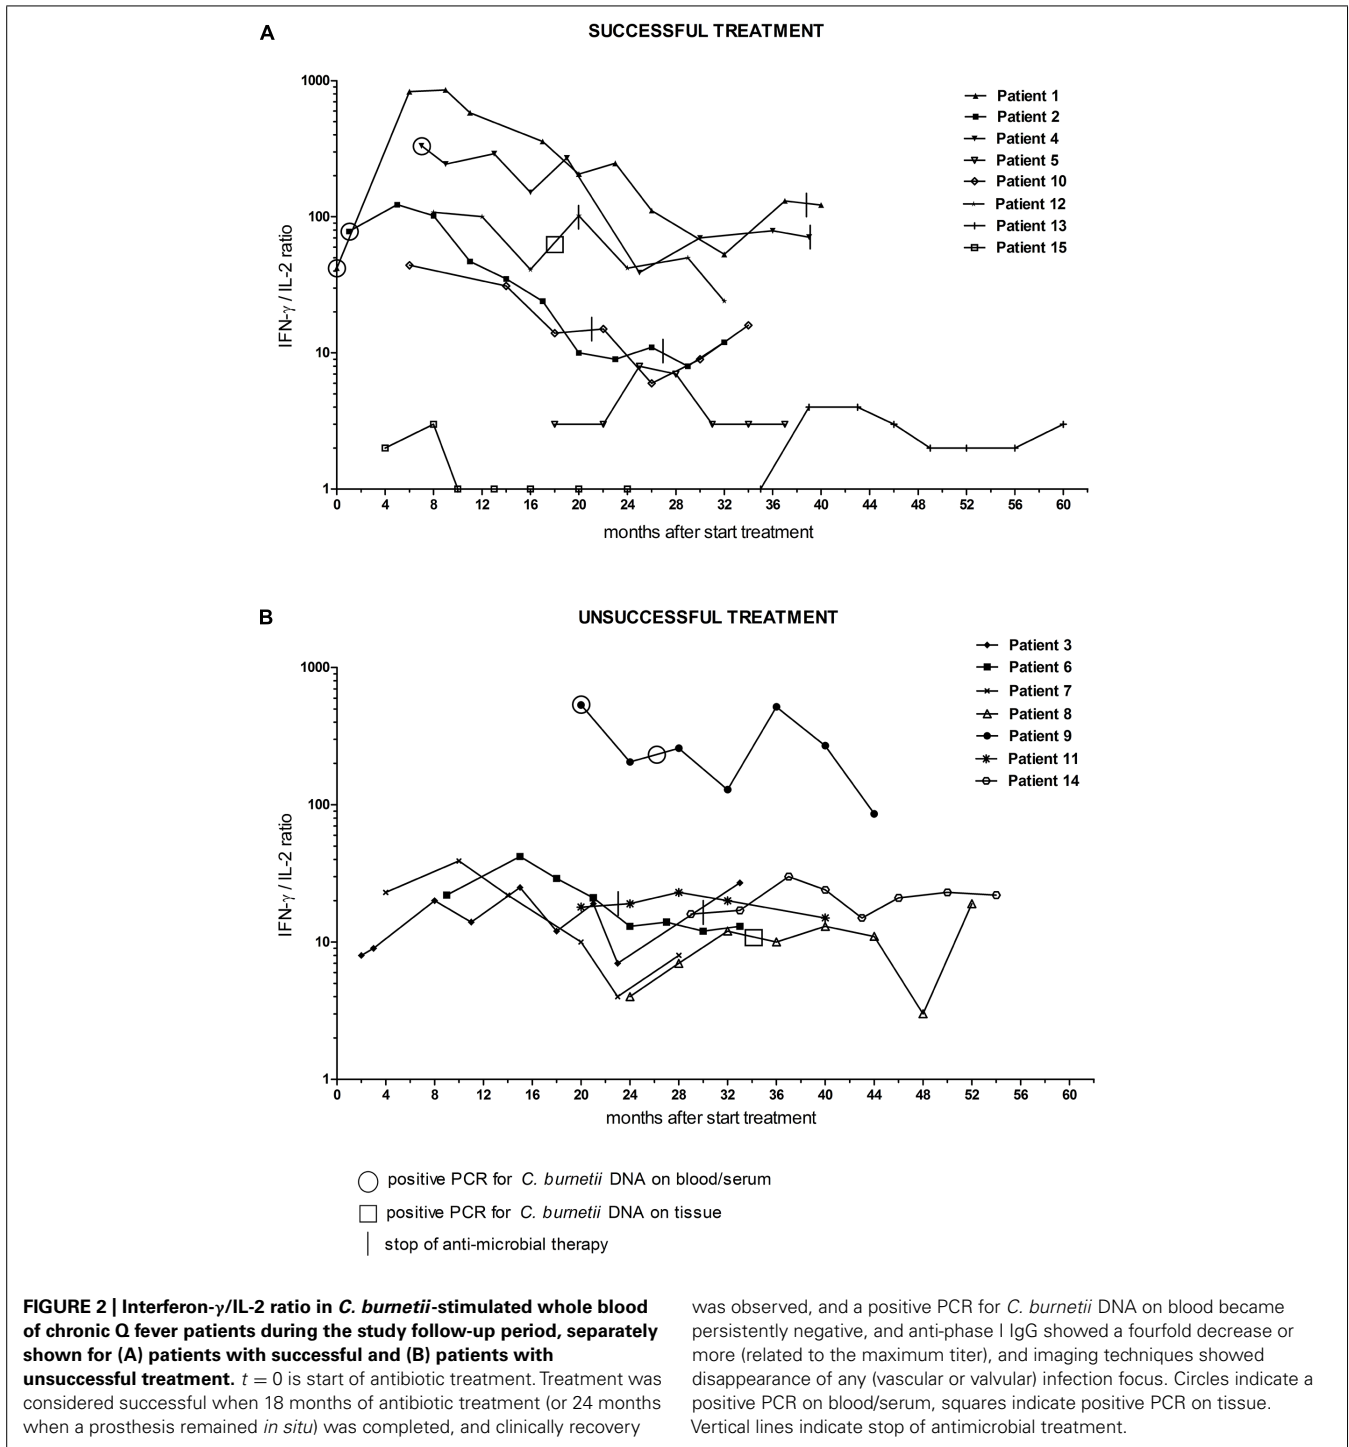 A
SUCCESSFUL TREATMENT
1000
100
10
1
IFN-γ / IL-2 ratio
0 4 8 12 16 20 24 28 32 36 40 44 48 52 56 60
months after start treatment
Patient 1
Patient 2
Patient 4
Patient 5
Patient 10
Patient 12
Patient 13
Patient 15
B
UNSUCCESSFUL TREATMENT
1000
100
10
1
IFN-γ / IL-2 ratio
0 4 8 12 16 20 24 28 32 36 40 44 48 52 56 60
months after start treatment
Patient 3
Patient 6
Patient 7
Patient 8
Patient 9
Patient 11
Patient 14
positive PCR for C. burnetii DNA on blood/serum
positive PCR for C. burnetii DNA on tissue
stop of anti-microbial therapy
FIGURE 2 | Interferon-γ/IL-2 ratio in C. burnetii-stimulated whole blood
of chronic Q fever patients during the study follow-up period, separately
shown for (A) patients with successful and (B) patients with
unsuccessful treatment. t = 0 is start of antibiotic treatment. Treatment was
considered successful when 18 months of antibiotic treatment (or 24 months
when a prosthesis remained in situ) was completed, and clinically recovery
was observed, and a positive PCR for C. burnetii DNA on blood became
persistently negative, and anti-phase I IgG showed a fourfold decrease or
more (related to the maximum titer), and imaging techniques showed
disappearance of any (vascular or valvular) infection focus. Circles indicate a
positive PCR on blood/serum, squares indicate positive PCR on tissue.
Vertical lines indicate stop of antimicrobial treatment.